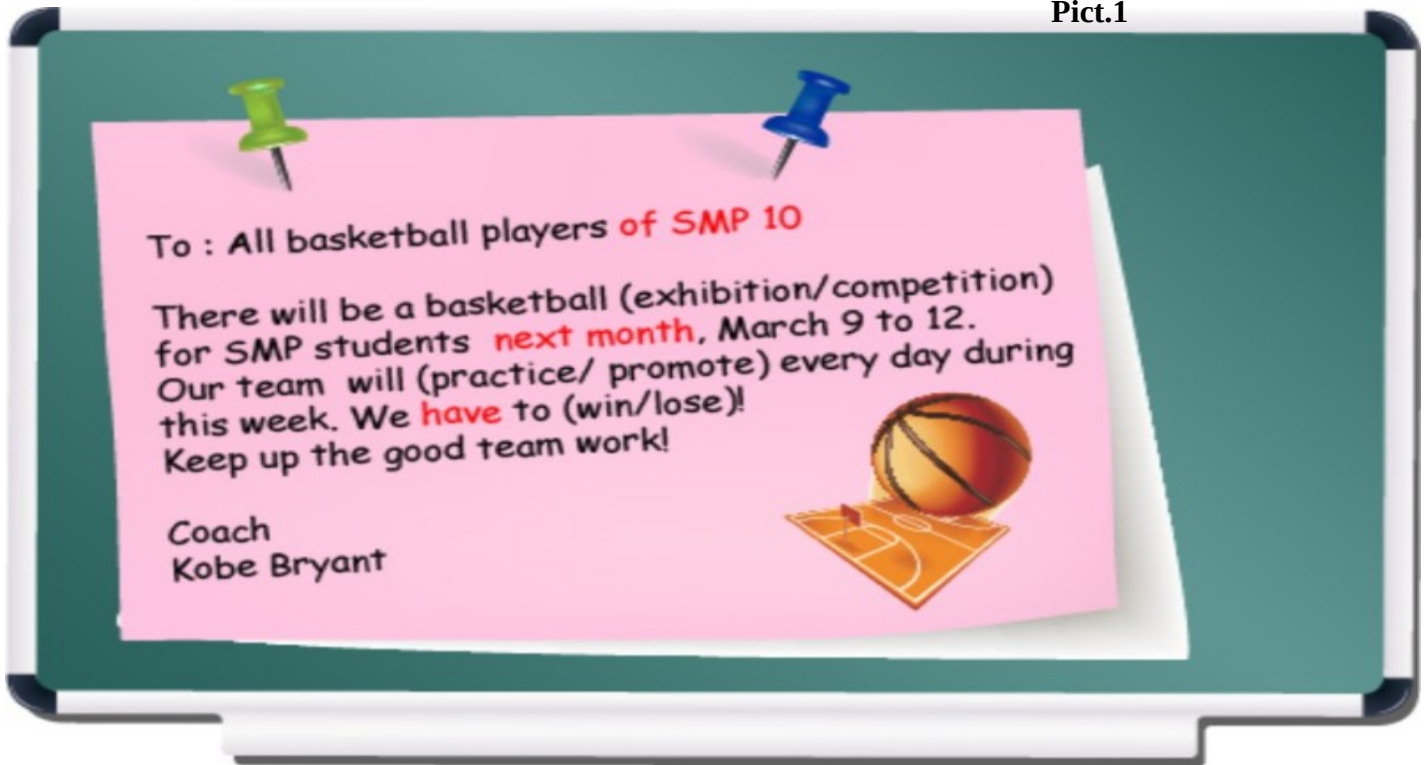 Pict.1
To : All basketball players of SMP 10
There will be a basketball (exhibition/competition)
for SMP students next month, March 9 to 12.
Our team will (practice/ promote) every day during
this week. We have to (win/lose)!
Keep up the good team work!
Coach
Kobe Bryant